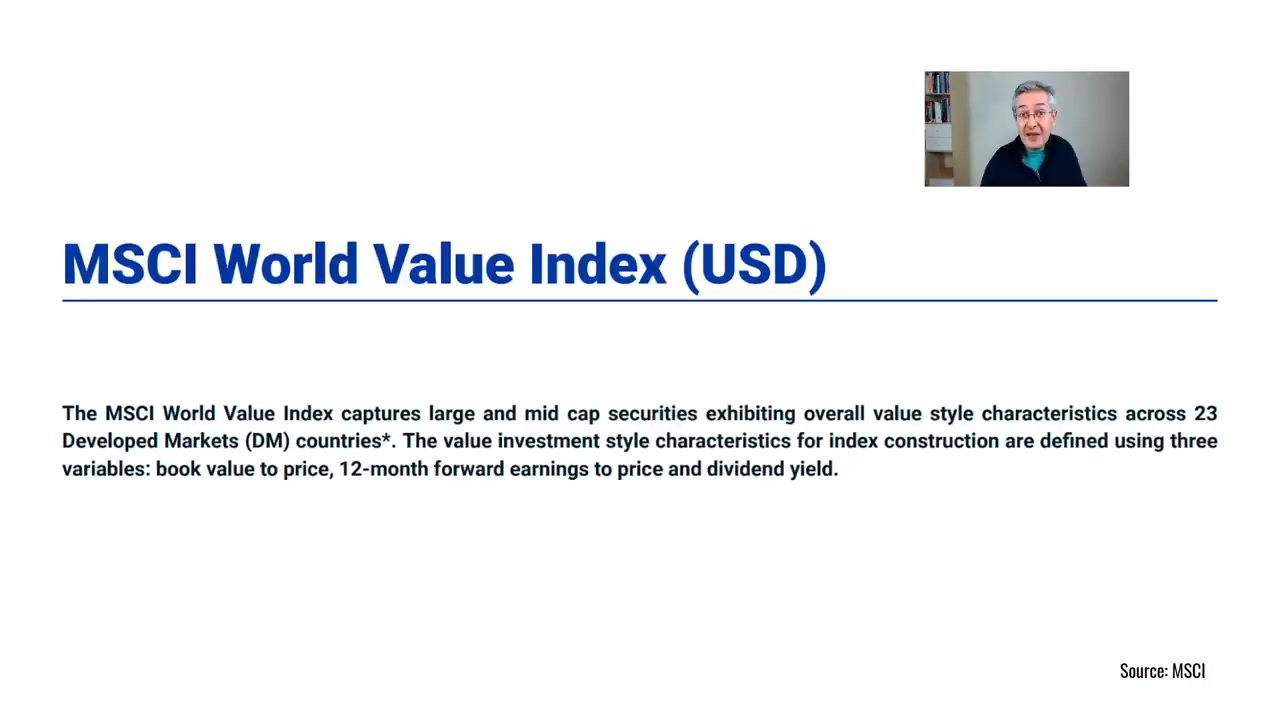 MSCI World Value Index (USD)
The MSCI World Value Index captures large and mid cap securities exhibiting overall value style characteristics across 23
Developed Markets (DM) countries*. The value investment style characteristics for index construction are defined using three
variables: book value to price, 12-month forward earnings to price and dividend yield.
Source: MSCI